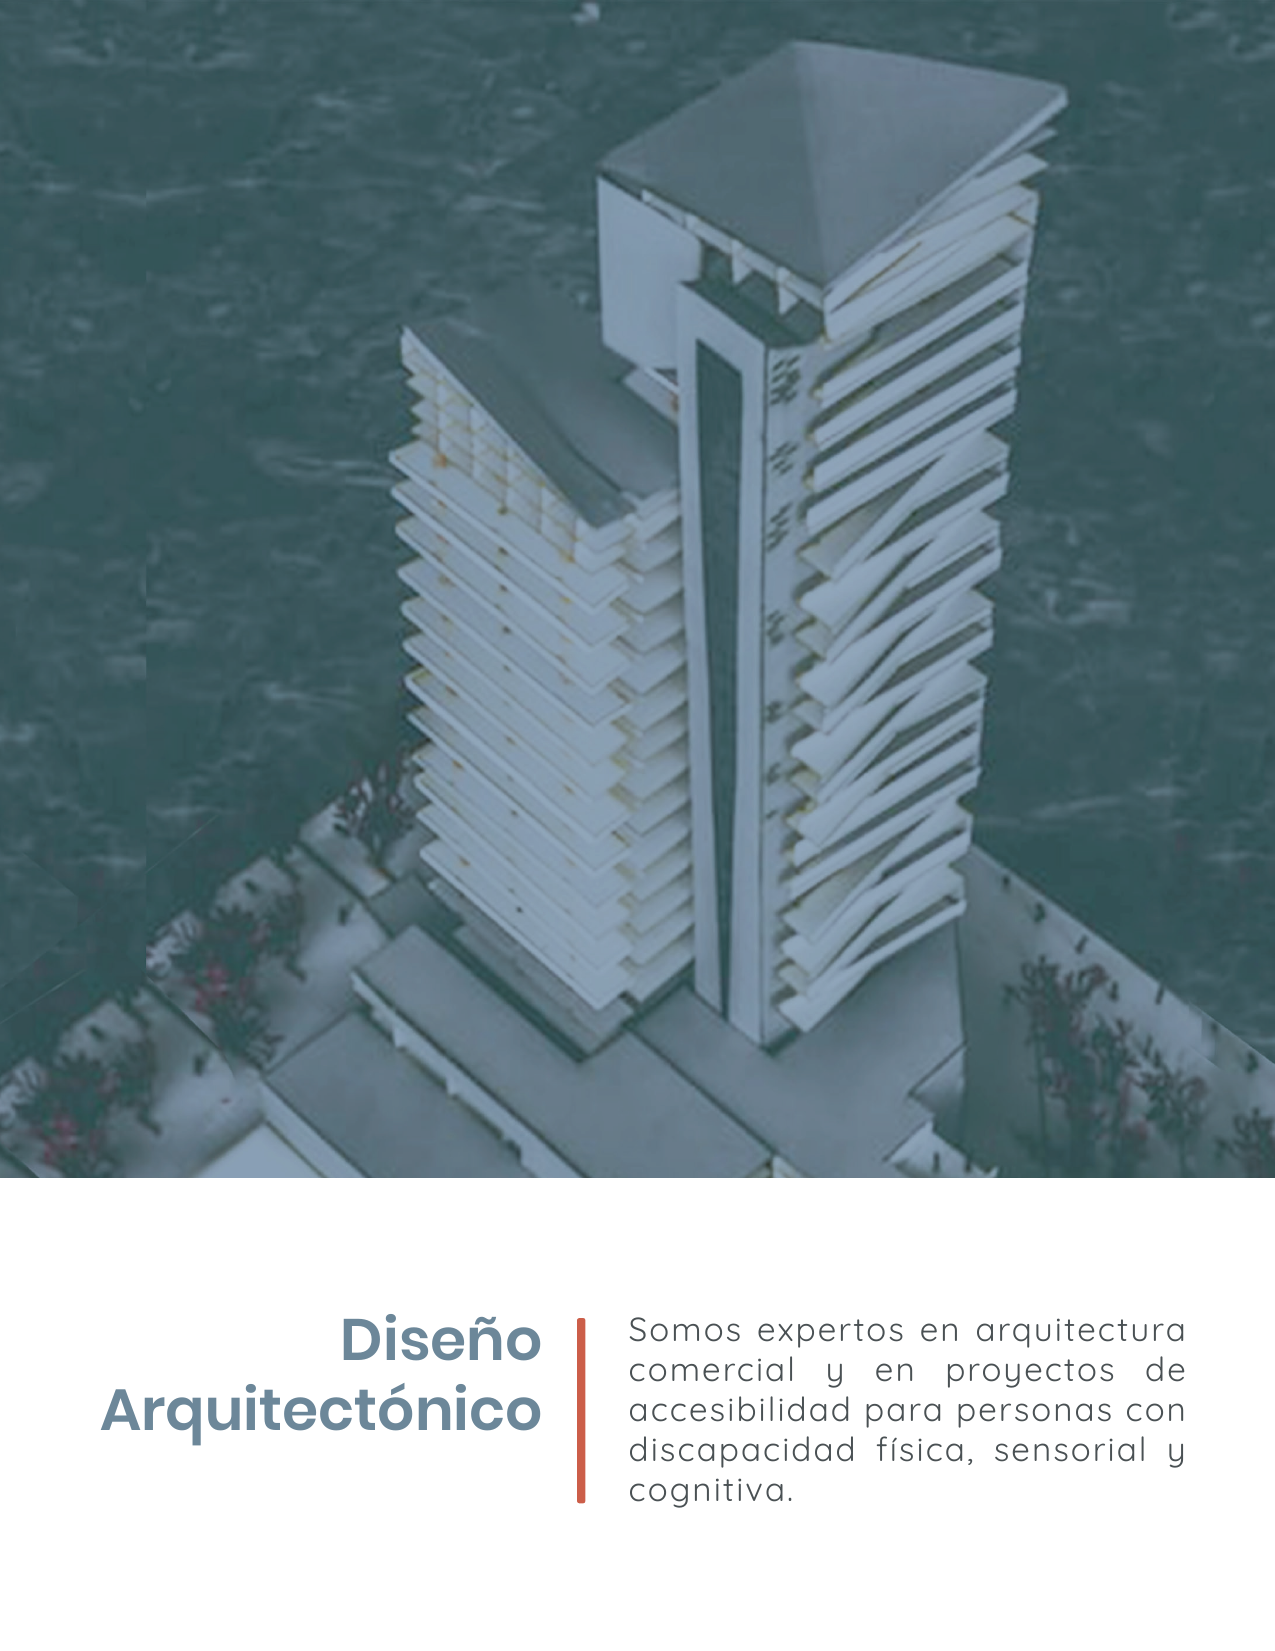 Diseño
Arquitectónico
Somos expertos en arquitectura
comercial y en proyectos de
accesibilidad para personas con
discapacidad física, sensorial y
cognitiva.